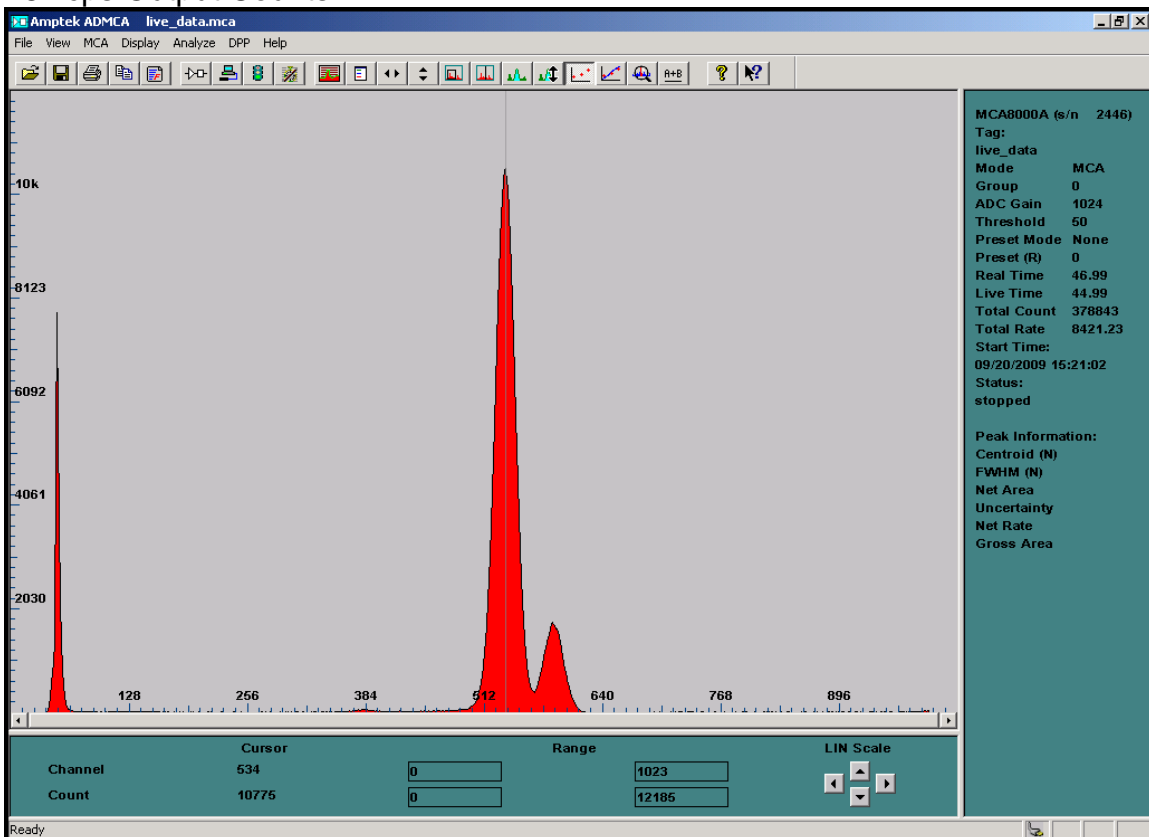 Amptek ADMCA live_data.mca
File View MCA Display Analyze DPP Help
A+B
10k
8123
6092
4061
2030
128 256 384 512 640 768 896
MCA8000A (s/n 2446)
Tag:
live_data
Mode MCA
Group 0
ADC Gain 1024
Threshold 50
Preset Mode None
Preset (R) 0
Real Time 46.99
Live Time 44.99
Total Count 378843
Total Rate 8421.23
Start Time:
09/20/2009 15:21:02
Status:
stopped
Peak Information:
Centroid (N)
FWHM (N)
Net Area
Uncertainty
Net Rate
Gross Area
Cursor Range LIN Scale
Channel 534 0 1023
Count 10775 0 12185
Ready